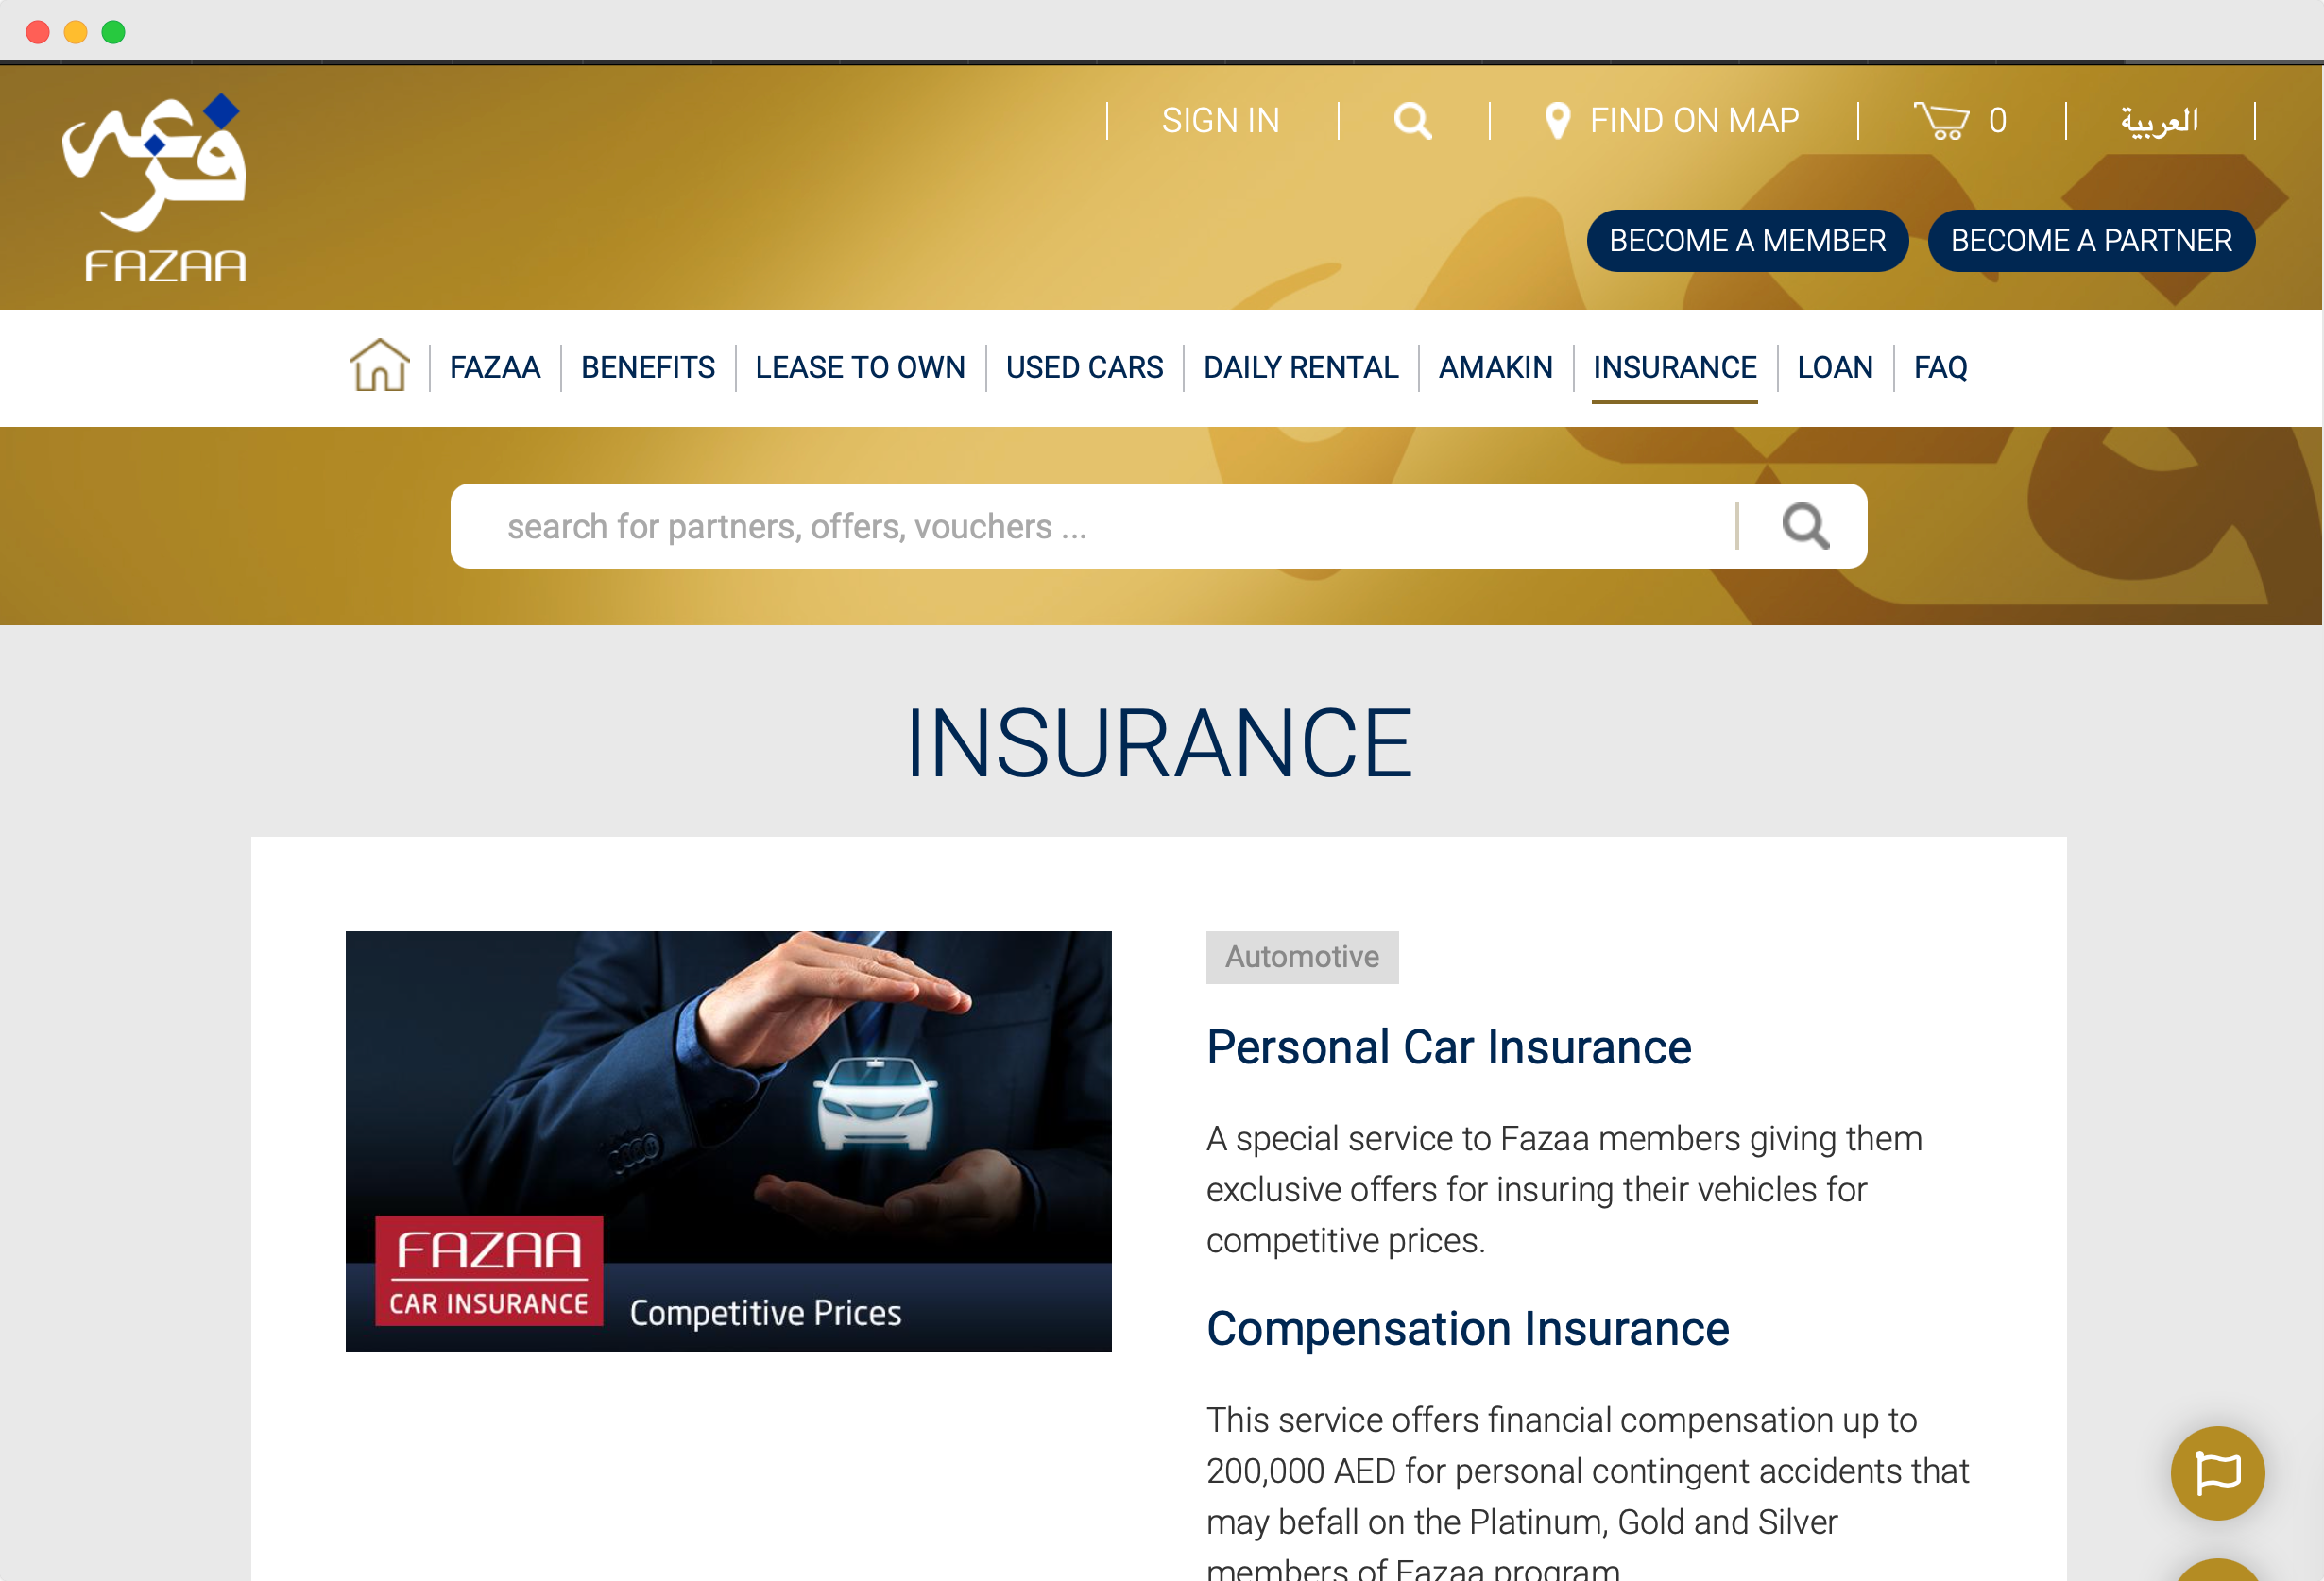 فزعة
FAZAA
SIGN IN
FIND ON MAP
0
العربية
BECOME A MEMBER
BECOME A PARTNER
FAZAA
BENEFITS
LEASE TO OWN
USED CARS
DAILY RENTAL
AMAKIN
INSURANCE
LOAN
FAQ
search for partners, offers, vouchers ...
INSURANCE
FAZAA
CAR INSURANCE
Competitive Prices
Automotive
Personal Car Insurance
A special service to Fazaa members giving them
exclusive offers for insuring their vehicles for
competitive prices.
Compensation Insurance
This service offers financial compensation up to
200,000 AED for personal contingent accidents that
may befall on the Platinum, Gold and Silver
members of Fazaa program